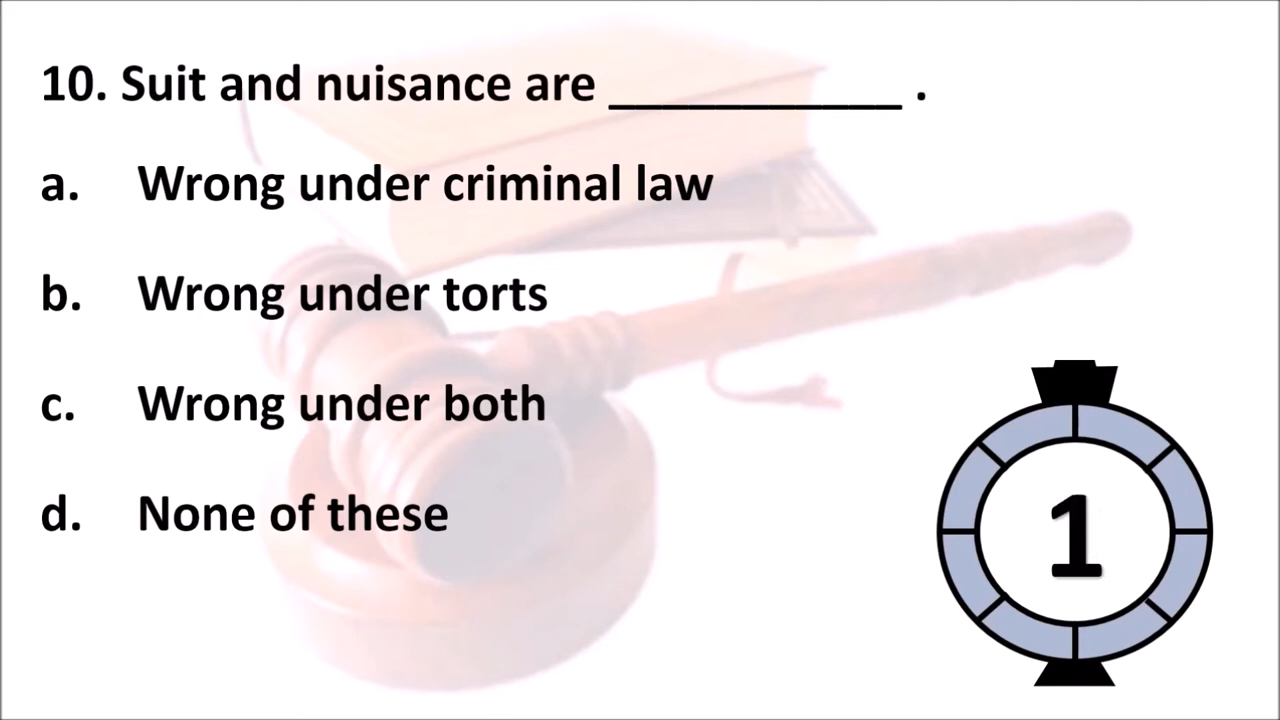 10. Suit and nuisance are ___________ .
a. Wrong under criminal law
b. Wrong under torts
c. Wrong under both
d. None of these
1